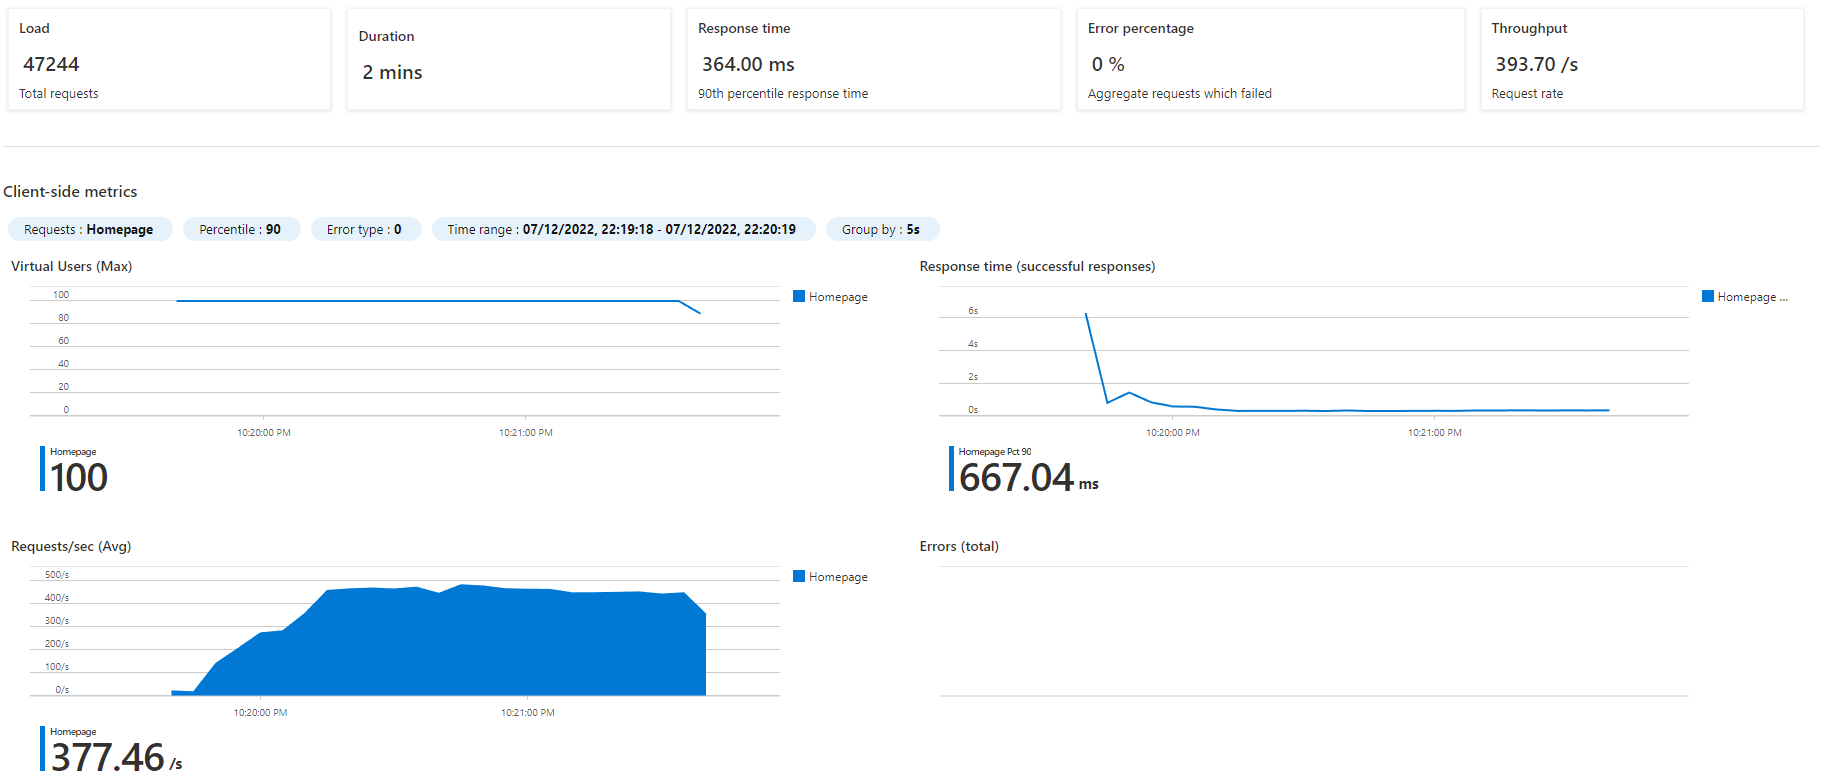 Load
47244
Total requests
Duration
2 mins
Response time
364.00 ms
90th percentile response time
Error percentage
0 %
Aggregate requests which failed
Throughput
393.70 /s
Request rate
Client-side metrics
Requests : Homepage
Percentile : 90
Error type : 0
Time range : 07/12/2022, 22:19:18 - 07/12/2022, 22:20:19
Group by : 5s
Virtual Users (Max)
100
80
60
40
20
0
10:20:00 PM
10:21:00 PM
Homepage
Homepage
100
Response time (successful responses)
6s
4s
2s
0s
10:20:00 PM
10:21:00 PM
Homepage ...
Homepage Pct 90
667.04 ms
Requests/sec (Avg)
500/s
400/s
300/s
200/s
100/s
0/s
10:20:00 PM
10:21:00 PM
Homepage
Homepage
377.46 /s
Errors (total)